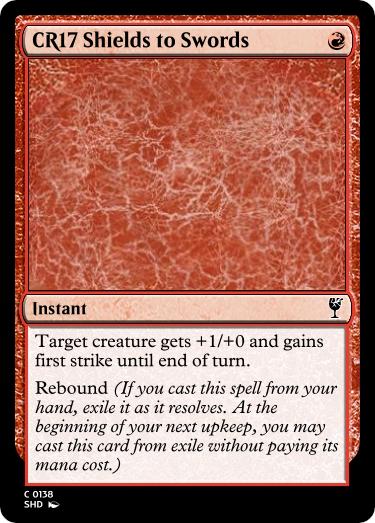 CR17 Shields to Swords
Instant
Target creature gets +1/+0 and gains
first strike until end of turn.
Rebound (If you cast this spell from your
hand, exile it as it resolves. At the
beginning of your next upkeep, you may
cast this card from exile without paying its
mana cost.)
C 0138
SHD